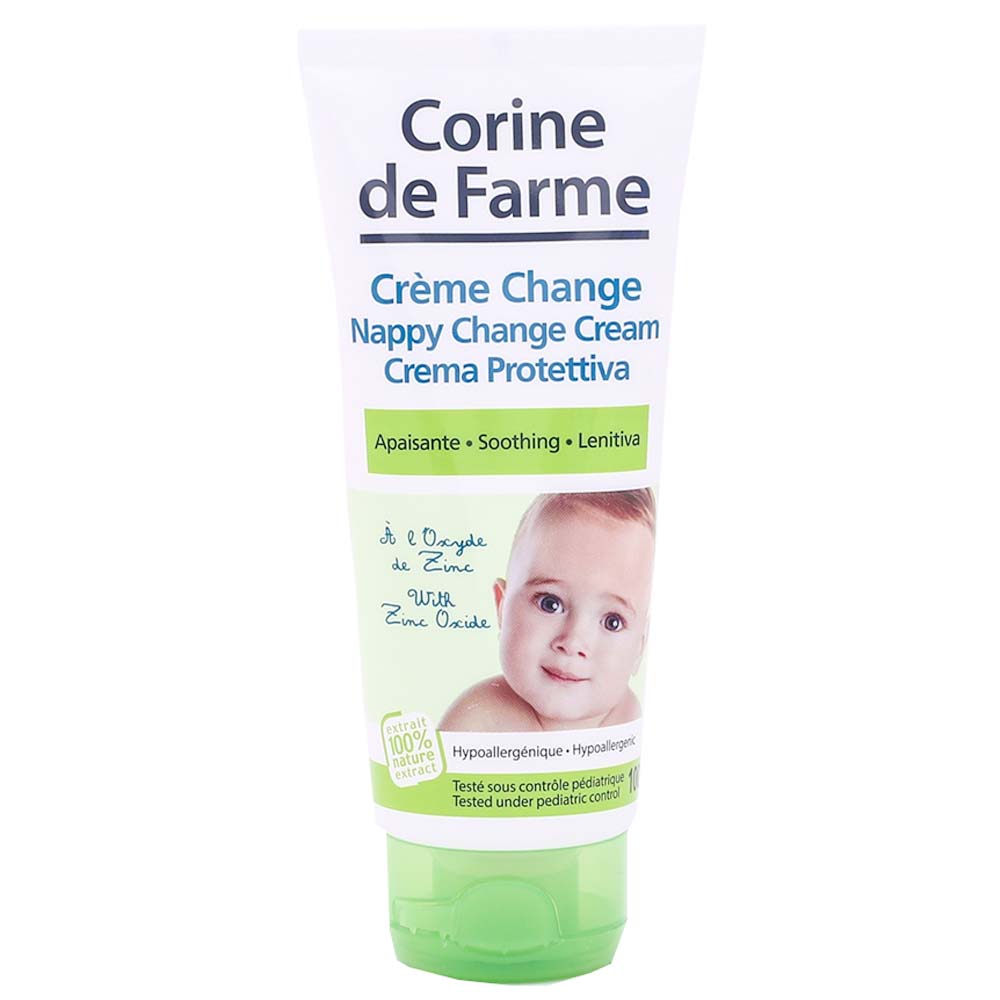 Corine
de Farme
Crème Change
Nappy Change Cream
Crema Protettiva
Apaisante • Soothing • Lenitiva
À l'Oxyde
de Zinc
With
Zinc Oxide
extrait
100%
nature
extract
Hypoallergénique • Hypoallergenic
Testé sous contrôle pédiatrique
Tested under pediatric control